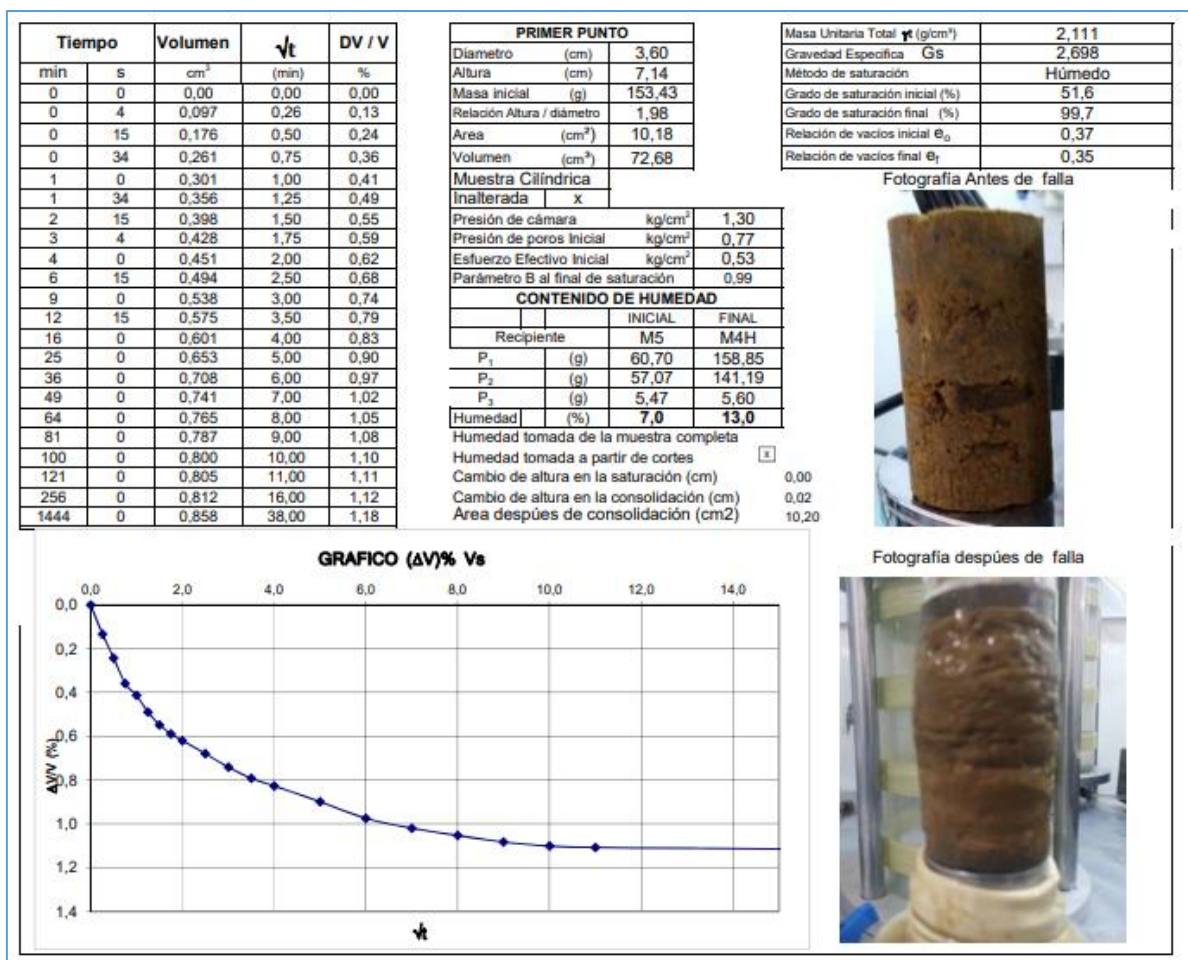 Tiempo Volumen √t DV / V
min s cm³ (min) %
0 0 0,00 0,00 0,00
0 4 0,097 0,26 0,13
0 15 0,176 0,50 0,24
0 34 0,261 0,75 0,36
1 0 0,301 1,00 0,41
1 34 0,356 1,25 0,49
2 15 0,398 1,50 0,55
3 4 0,428 1,75 0,59
4 0 0,451 2,00 0,62
6 15 0,494 2,50 0,68
9 0 0,538 3,00 0,74
12 15 0,575 3,50 0,79
16 0 0,601 4,00 0,83
25 0 0,653 5,00 0,90
36 0 0,708 6,00 0,97
49 0 0,741 7,00 1,02
64 0 0,765 8,00 1,05
81 0 0,787 9,00 1,08
100 0 0,800 10,00 1,10
121 0 0,805 11,00 1,11
256 0 0,812 16,00 1,12
1444 0 0,858 38,00 1,18
PRIMER PUNTO
Diametro (cm) 3,60
Altura (cm) 7,14
Masa inicial (g) 153,43
Relación Altura / diámetro 1,98
Area (cm²) 10,18
Volumen (cm³) 72,68
Muestra Cilíndrica
Inalterada x
Presión de cámara kg/cm² 1,30
Presión de poros Inicial kg/cm² 0,77
Esfuerzo Efectivo Inicial kg/cm² 0,53
Parámetro B al final de saturación 0,99
CONTENIDO DE HUMEDAD
INICIAL FINAL
Recipiente M5 M4H
P₁ (g) 60,70 158,85
P₂ (g) 57,07 141,19
P₃ (g) 5,47 5,60
Humedad (%) 7,0 13,0
Humedad tomada de la muestra completa
Humedad tomada a partir de cortes x
Cambio de altura en la saturación (cm) 0,00
Cambio de altura en la consolidación (cm) 0,02
Area despúes de consolidación (cm2) 10,20
Masa Unitaria Total γt (g/cm³) 2,111
Gravedad Especifica Gs 2,698
Método de saturación Húmedo
Grado de saturación inicial (%) 51,6
Grado de saturación final (%) 99,7
Relación de vacíos inicial eₒ 0,37
Relación de vacíos final e_f 0,35
Fotografía Antes de falla
Fotografía despúes de falla
GRAFICO (ΔV)% Vs
0,0 2,0 4,0 6,0 8,0 10,0 12,0 14,0
0,0
0,2
0,4
0,6
0,8
1,0
1,2
1,4
ΔV/V (%)
√t